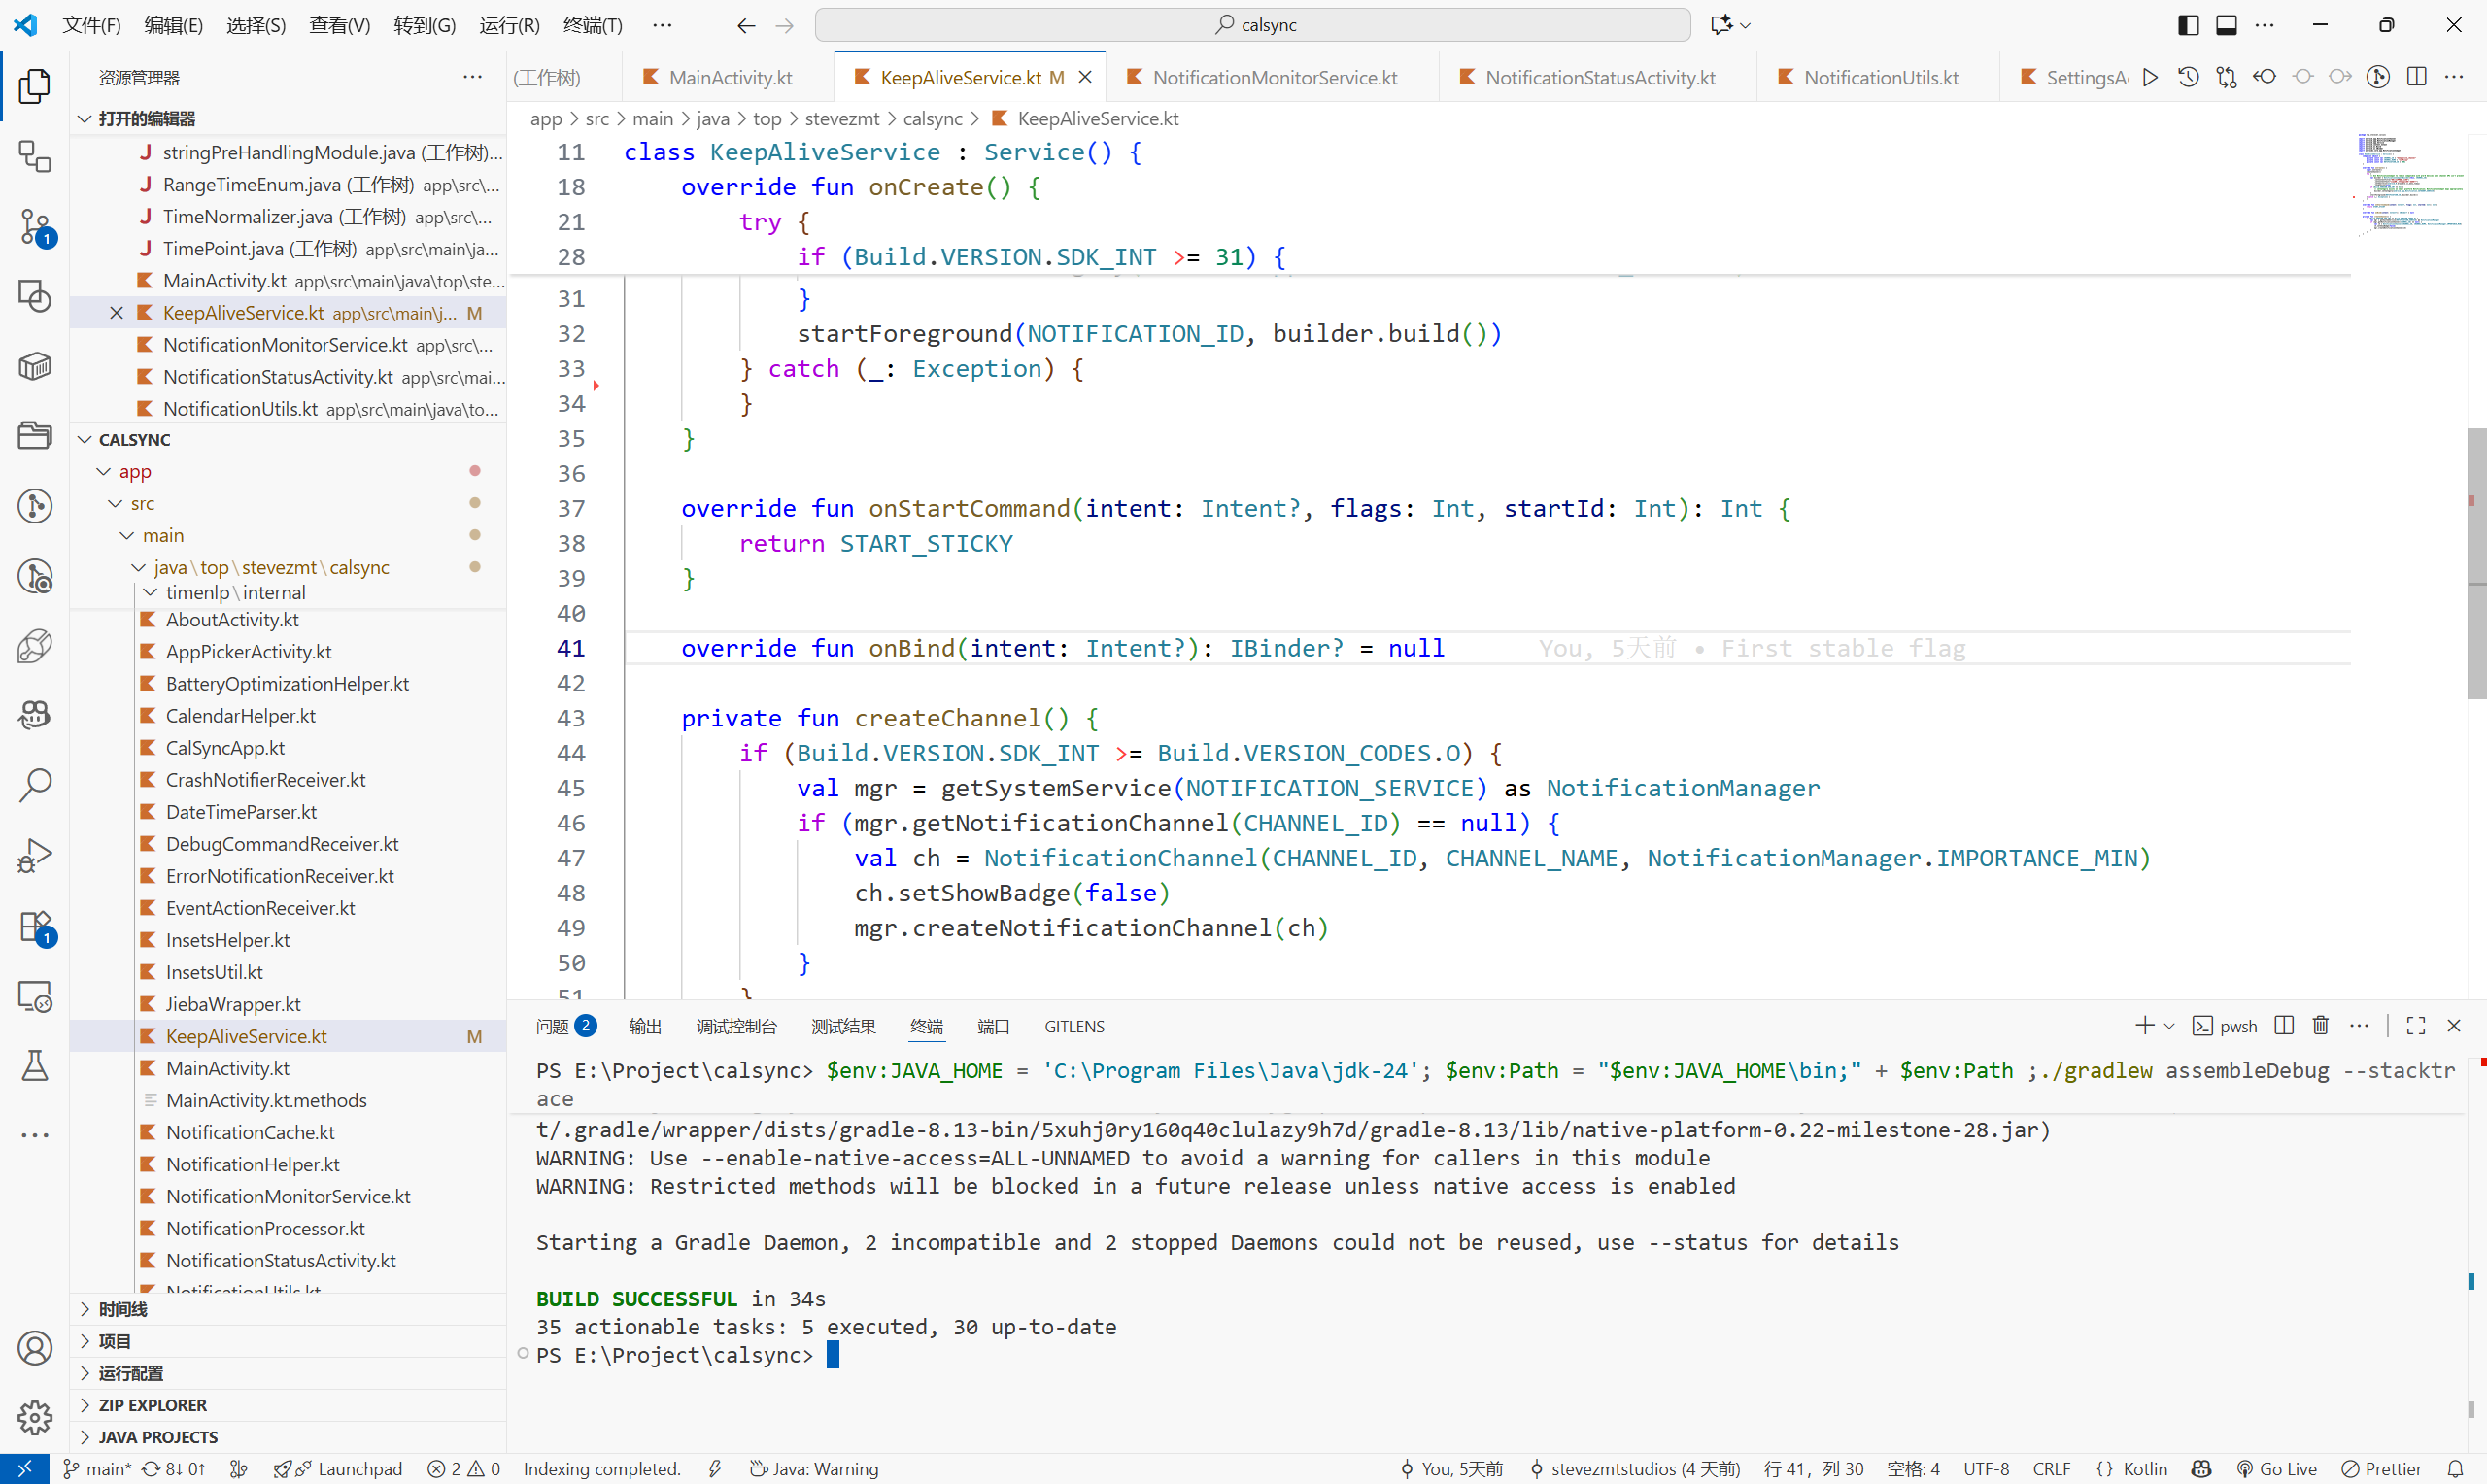 文件(F) 编辑(E) 选择(S) 查看(V) 转到(G) 运行(R) 终端(T) ··· calsync
资源管理器
打开的编辑器
stringPreHandlingModule.java (工作树)...
RangeTimeEnum.java (工作树) app\src\...
TimeNormalizer.java (工作树) app\src\...
TimePoint.java (工作树) app\src\main\ja...
MainActivity.kt app\src\main\java\top\ste...
KeepAliveService.kt app\src\main\j... M
NotificationMonitorService.kt app\src\...
NotificationStatusActivity.kt app\src\mai...
NotificationUtils.kt app\src\main\java\to...
CALSYNC
app
src
main
java\top\stevezmt\calsync
timenlp\internal
AboutActivity.kt
AppPickerActivity.kt
BatteryOptimizationHelper.kt
CalendarHelper.kt
CalSyncApp.kt
CrashNotifierReceiver.kt
DateTimeParser.kt
DebugCommandReceiver.kt
ErrorNotificationReceiver.kt
EventActionReceiver.kt
InsetsHelper.kt
InsetsUtil.kt
JiebaWrapper.kt
KeepAliveService.kt M
MainActivity.kt
MainActivity.kt.methods
NotificationCache.kt
NotificationHelper.kt
NotificationMonitorService.kt
NotificationProcessor.kt
NotificationStatusActivity.kt
NotificationUtils.kt
时间线
项目
运行配置
ZIP EXPLORER
JAVA PROJECTS
1
1
(工作树) MainActivity.kt KeepAliveService.kt M NotificationMonitorService.kt NotificationStatusActivity.kt NotificationUtils.kt
app > src > main > java > top > stevezmt > calsync > KeepAliveService.kt
11 class KeepAliveService : Service() {
18 override fun onCreate() {
21 try {
28 if (Build.VERSION.SDK_INT >= 31) {
31 }
32 startForeground(NOTIFICATION_ID, builder.build())
33 } catch (_: Exception) {
34 }
35 }
36
37 override fun onStartCommand(intent: Intent?, flags: Int, startId: Int): Int {
38 return START_STICKY
39 }
40
41 override fun onBind(intent: Intent?): IBinder? = null You, 5天前 • First stable flag
42
43 private fun createChannel() {
44 if (Build.VERSION.SDK_INT >= Build.VERSION_CODES.O) {
45 val mgr = getSystemService(NOTIFICATION_SERVICE) as NotificationManager
46 if (mgr.getNotificationChannel(CHANNEL_ID) == null) {
47 val ch = NotificationChannel(CHANNEL_ID, CHANNEL_NAME, NotificationManager.IMPORTANCE_MIN)
48 ch.setShowBadge(false)
49 mgr.createNotificationChannel(ch)
50 }
51 }
问题 2 输出 调试控制台 测试结果 终端 端口 GITLENS pwsh
PS E:\Project\calsync> $env:JAVA_HOME = 'C:\Program Files\Java\jdk-24'; $env:Path = "$env:JAVA_HOME\bin;" + $env:Path ;./gradlew assembleDebug --stacktr
ace
t/.gradle/wrapper/dists/gradle-8.13-bin/5xuhj0ry160q40clulazy9h7d/gradle-8.13/lib/native-platform-0.22-milestone-28.jar)
WARNING: Use --enable-native-access=ALL-UNNAMED to avoid a warning for callers in this module
WARNING: Restricted methods will be blocked in a future release unless native access is enabled
Starting a Gradle Daemon, 2 incompatible and 2 stopped Daemons could not be reused, use --status for details
BUILD SUCCESSFUL in 34s
35 actionable tasks: 5 executed, 30 up-to-date
PS E:\Project\calsync>
main* 8↓ 0↑ Launchpad 2 0 Indexing completed. Java: Warning You, 5天前 stevezmtstudios (4 天前) 行 41，列 30 空格: 4 UTF-8 CRLF {} Kotlin Go Live Prettier